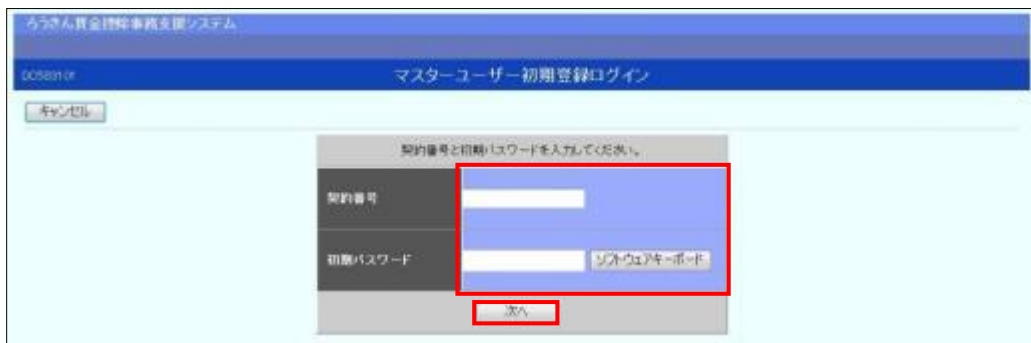 ろうきん賃金控除事務支援システム
マスターユーザー初期登録ログイン
キャンセル
契約番号と初期パスワードを入力してください。
契約番号
初期パスワード
ソフトウェアキーボード
次へ